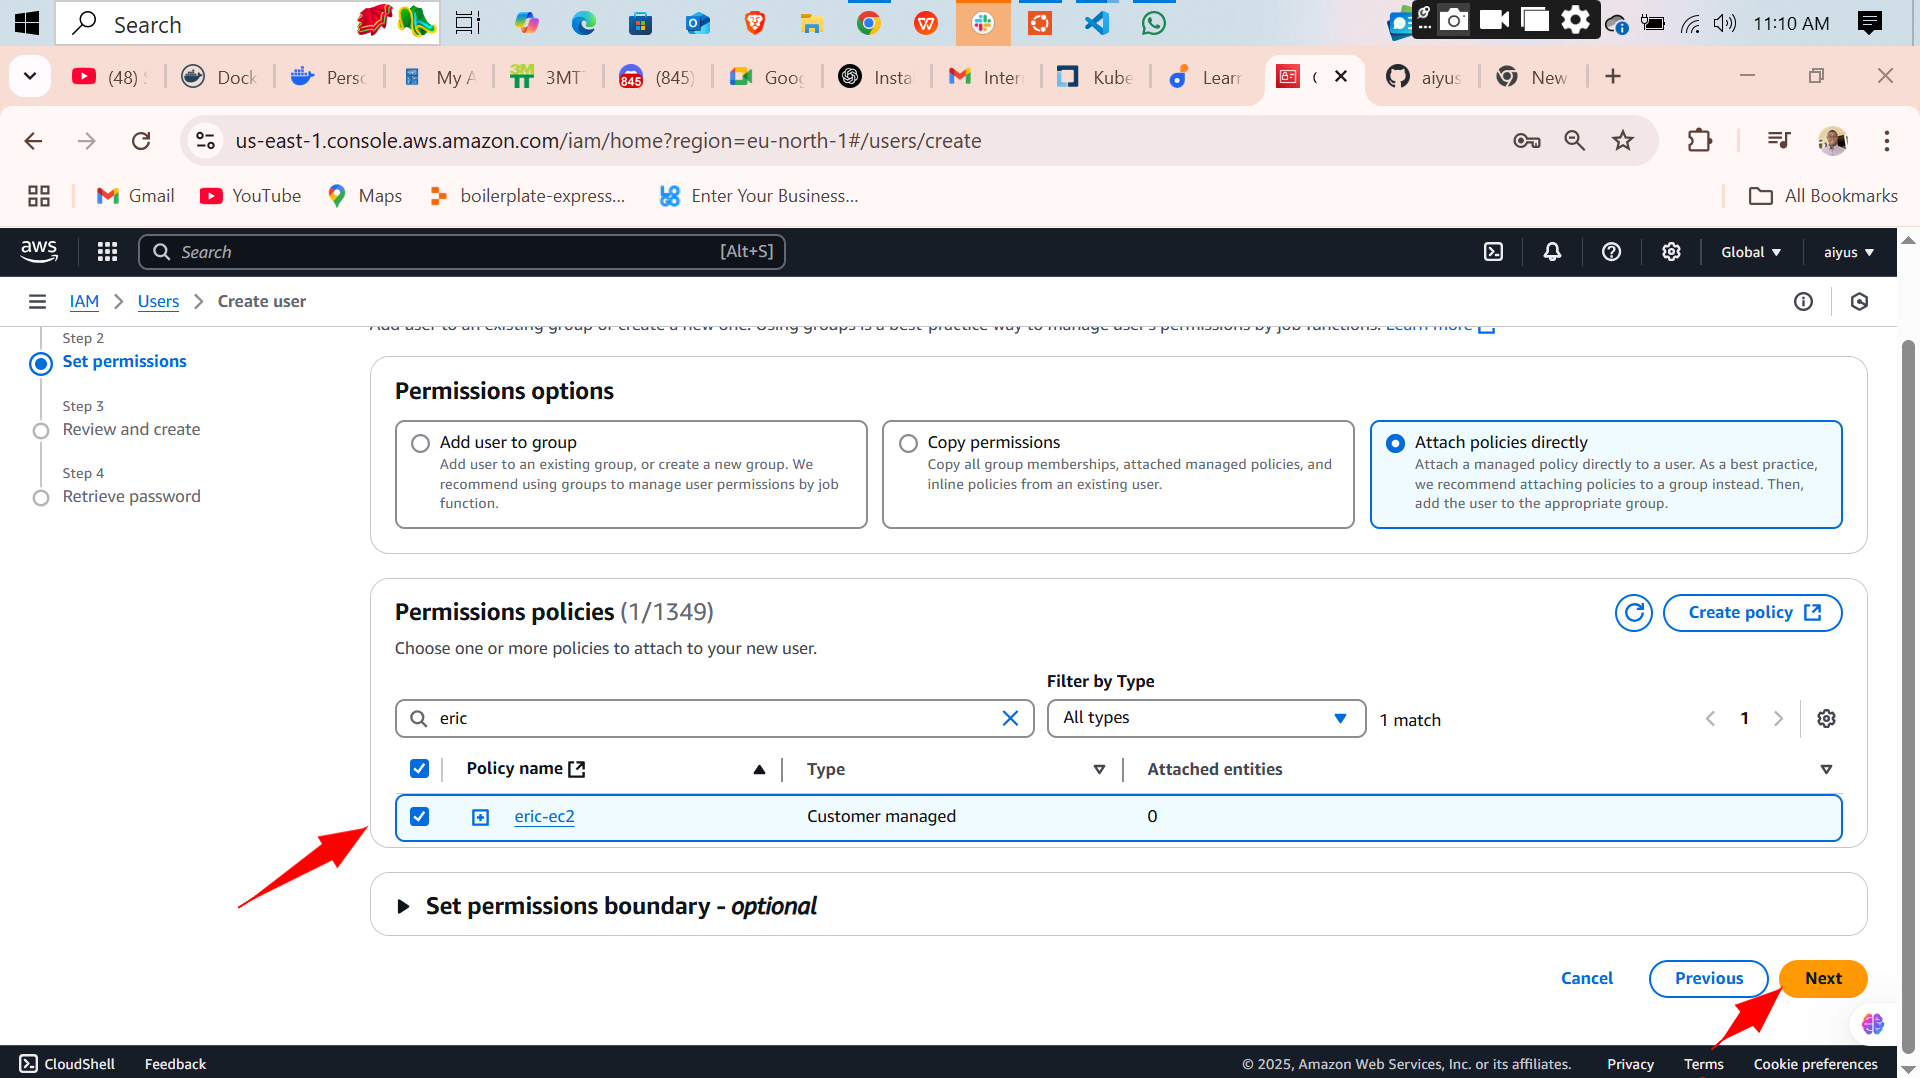 Search
11:10 AM
(48) S
Dock
Perso
My A
3MT
(845)
Goog
Insta
Intern
Kube
Learn
aiyus
New
us-east-1.console.aws.amazon.com/iam/home?region=eu-north-1#/users/create
Gmail
YouTube
Maps
boilerplate-express...
Enter Your Business...
All Bookmarks
aws
Search
[Alt+S]
Global
aiyus
IAM
Users
Create user
Add user to an existing group or create a new one. Using groups is a best-practice way to manage user's permissions by job functions. Learn more
Step 2
Set permissions
Step 3
Review and create
Step 4
Retrieve password
Permissions options
Add user to group
Add user to an existing group, or create a new group. We
recommend using groups to manage user permissions by job
function.
Copy permissions
Copy all group memberships, attached managed policies, and
inline policies from an existing user.
Attach policies directly
Attach a managed policy directly to a user. As a best practice,
we recommend attaching policies to a group instead. Then,
add the user to the appropriate group.
Permissions policies (1/1349)
Create policy
Choose one or more policies to attach to your new user.
Filter by Type
eric
All types
1 match
1
Policy name
Type
Attached entities
eric-ec2
Customer managed
0
Set permissions boundary - optional
Cancel
Previous
Next
CloudShell
Feedback
© 2025, Amazon Web Services, Inc. or its affiliates.
Privacy
Terms
Cookie preferences